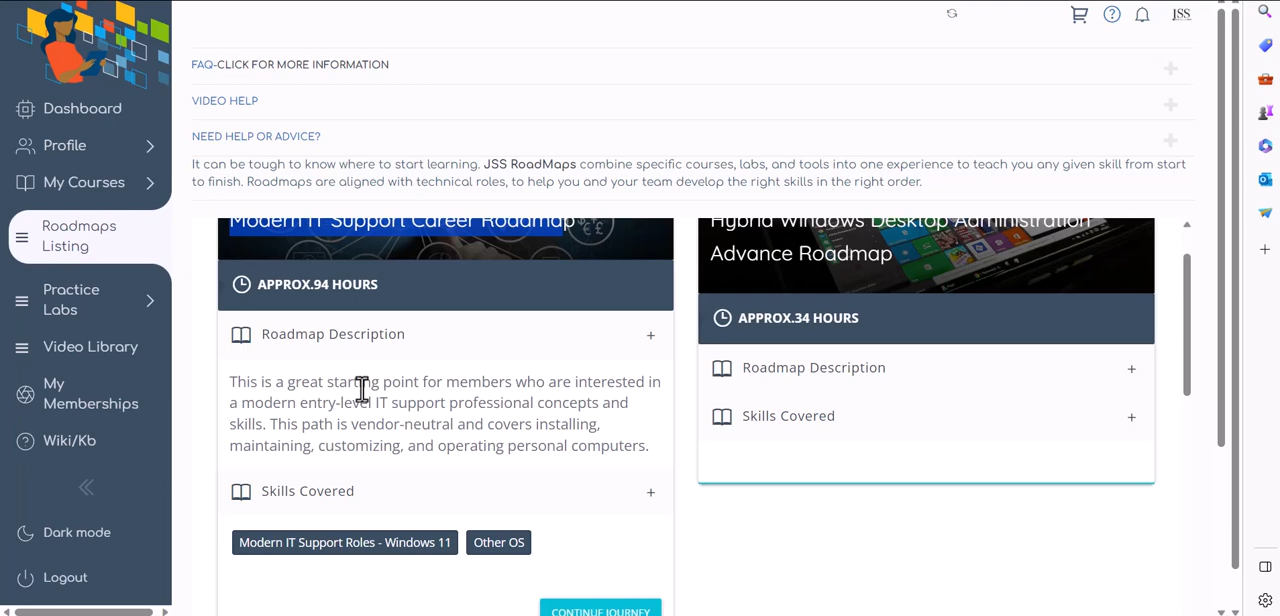 Dashboard
Profile
My Courses
Roadmaps
Listing
Practice
Labs
Video Library
My
Memberships
Wiki/Kb
Dark mode
Logout
JSS
FAQ-CLICK FOR MORE INFORMATION
VIDEO HELP
NEED HELP OR ADVICE?
It can be tough to know where to start learning. JSS RoadMaps combine specific courses, labs, and tools into one experience to teach you any given skill from start
to finish. Roadmaps are aligned with technical roles, to help you and your team develop the right skills in the right order.
Modern IT Support Career Roadmap
APPROX.94 HOURS
Roadmap Description
This is a great starting point for members who are interested in
a modern entry-level IT support professional concepts and
skills. This path is vendor-neutral and covers installing,
maintaining, customizing, and operating personal computers.
Skills Covered
Modern IT Support Roles - Windows 11
Other OS
CONTINUE JOURNEY
Hybrid Windows Desktop Administration
Advance Roadmap
APPROX.34 HOURS
Roadmap Description
Skills Covered